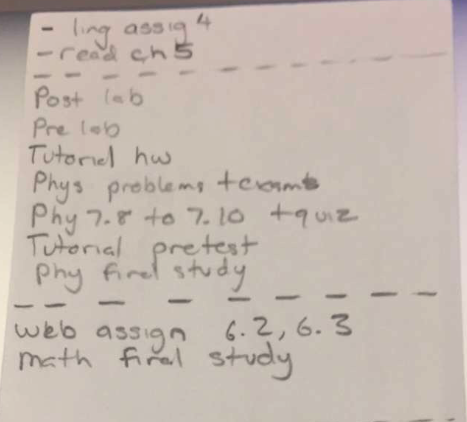 - ling assig 4
- read ch 5
Post lab
Pre lab
Tutorial hw
Phys problems +
Phy 7.8 to 7.10 + quiz
Tutorial pretest
Phy final study
web assign 6.2, 6.3
math final study